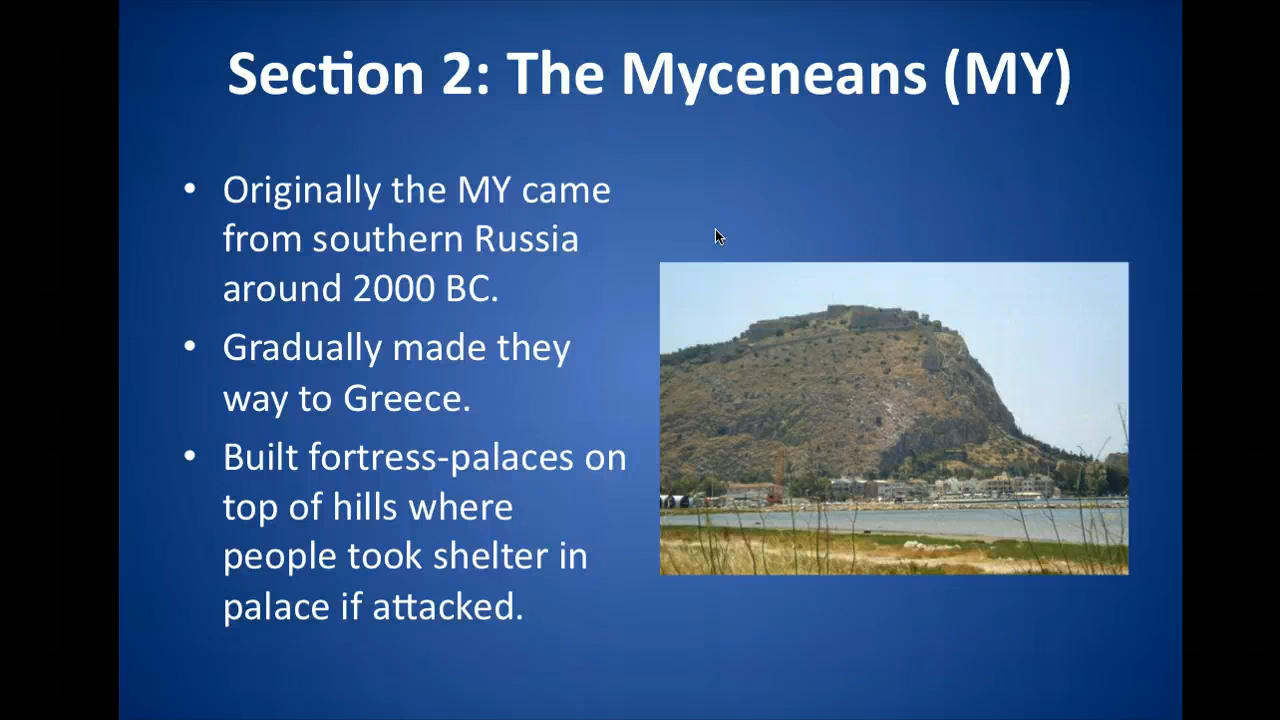 Section 2: The Myceneans (MY)
• Originally the MY came
from southern Russia
around 2000 BC.
• Gradually made they
way to Greece.
• Built fortress-palaces on
top of hills where
people took shelter in
palace if attacked.